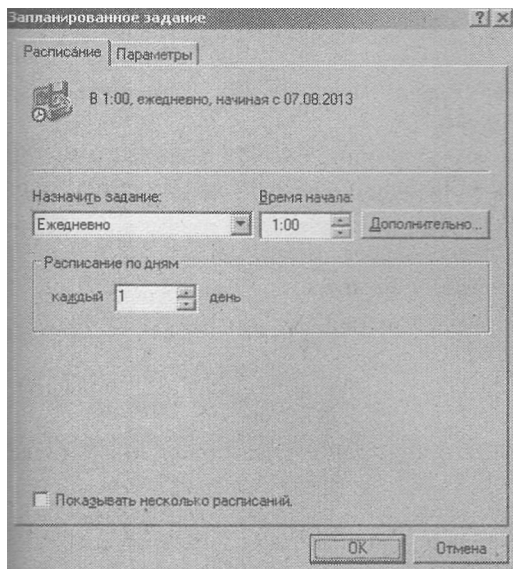 Запланированное задание
Расписание Параметры
В 1:00, ежедневно, начиная с 07.08.2013
Назначить задание: Время начала:
Ежедневно 1:00 Дополнительно...
Расписание по дням
каждый 1 день
Показывать несколько расписаний.
ОК Отмена